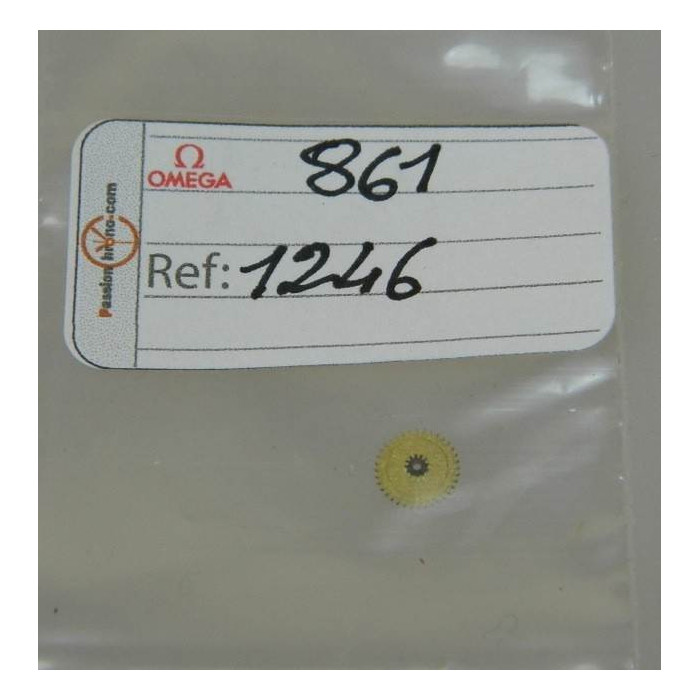 Passion chrono-com
Ω
OMEGA
861
Ref: 1246